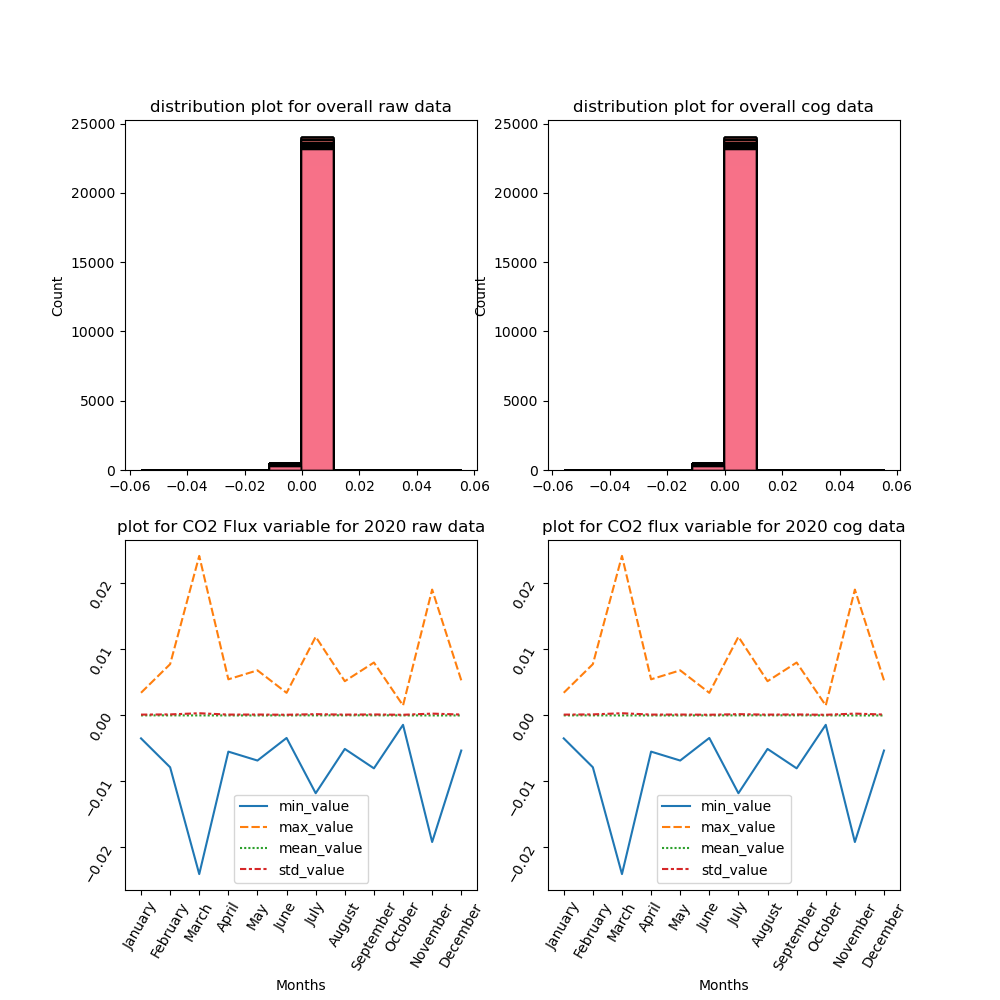 distribution plot for overall raw data
distribution plot for overall cog data
25000
20000
15000
10000
5000
0
Count
−0.06 −0.04 −0.02 0.00 0.02 0.04 0.06
25000
20000
15000
10000
5000
0
Count
−0.06 −0.04 −0.02 0.00 0.02 0.04 0.06
plot for CO2 Flux variable for 2020 raw data
plot for CO2 flux variable for 2020 cog data
0.02
0.01
0.00
−0.01
−0.02
min_value
max_value
mean_value
std_value
January February March April May June July August September October November December
Months
0.02
0.01
0.00
−0.01
−0.02
min_value
max_value
mean_value
std_value
January February March April May June July August September October November December
Months